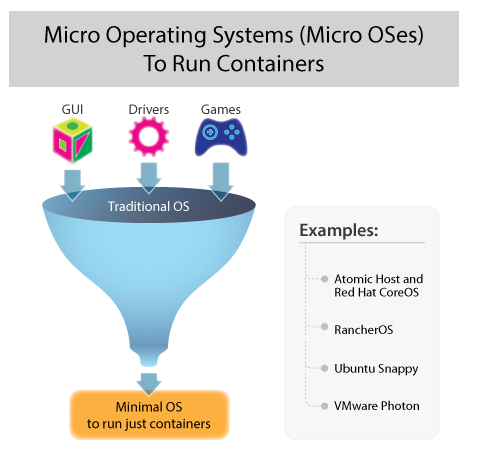 Micro Operating Systems (Micro OSes)
To Run Containers
GUI
Drivers
Games
Traditional OS
Minimal OS
to run just containers
Examples:
Atomic Host and
Red Hat CoreOS
RancherOS
Ubuntu Snappy
VMware Photon